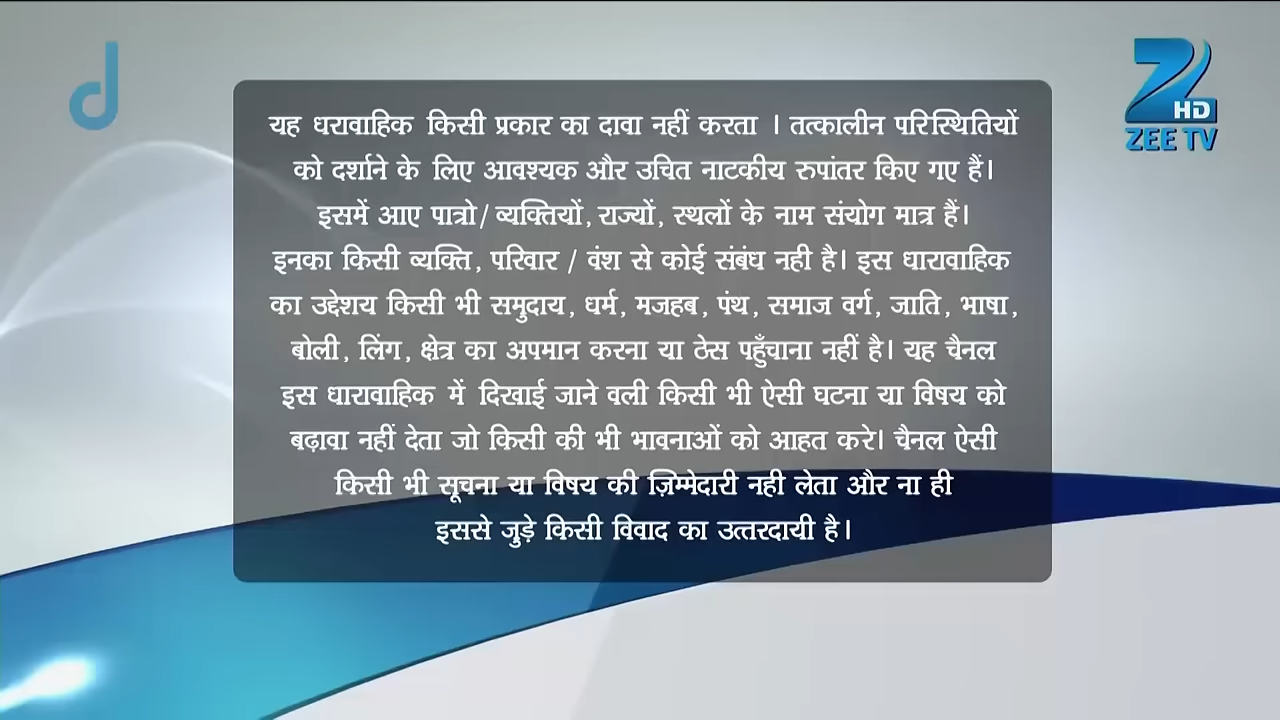 d
Z HD
ZEE TV
यह धरावाहिक किसी प्रकार का दावा नहीं करता । तत्कालीन परिस्थितियों
को दर्शाने के लिए आवश्यक और उचित नाटकीय रुपांतर किए गए हैं।
इसमें आए पात्रो/व्यक्तियों, राज्यों, स्थलों के नाम संयोग मात्र हैं।
इनका किसी व्यक्ति, परिवार / वंश से कोई संबंघ नही है। इस धारावाहिक
का उद्देशय किसी भी समुदाय, धर्म, मजहब, पंथ, समाज वर्ग, जाति, भाषा,
बोली, लिंग, क्षेत्र का अपमान करना या ठेस पहुँचाना नहीं है। यह चैनल
इस धारावाहिक में दिखाई जाने वली किसी भी ऐसी घटना या विषय को
बढ़ावा नहीं देता जो किसी की भी भावनाओं को आहत करे। चैनल ऐसी
किसी भी सूचना या विषय की ज़िम्मेदारी नही लेता और ना ही
इससे जुड़े किसी विवाद का उत्तरदायी है।